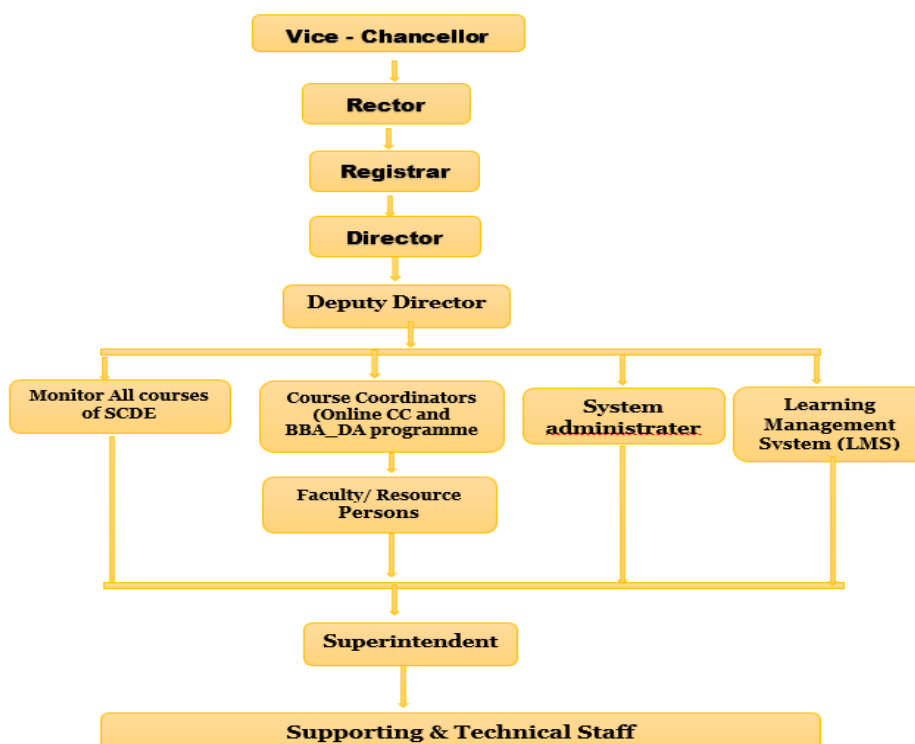 Vice - Chancellor
Rector
Registrar
Director
Deputy Director
Monitor All courses
of SCDE
Course Coordinators
(Online CC and
BBA_DA programme
System
administrater
Learning
Management
System (LMS)
Faculty/ Resource
Persons
Superintendent
Supporting & Technical Staff